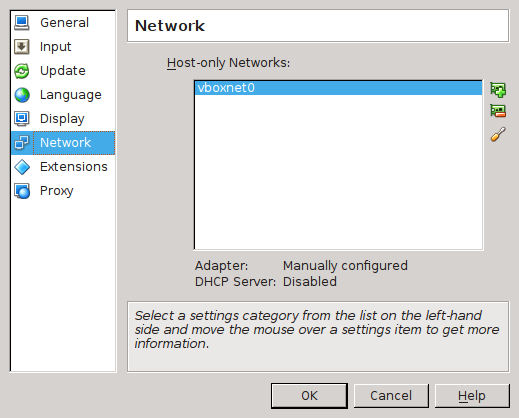 General
Input
Update
Language
Display
Network
Extensions
Proxy
Network
Host-only Networks:
vboxnet0
Adapter: Manually configured
DHCP Server: Disabled
Select a settings category from the list on the left-hand
side and move the mouse over a settings item to get more
information.
OK
Cancel
Help